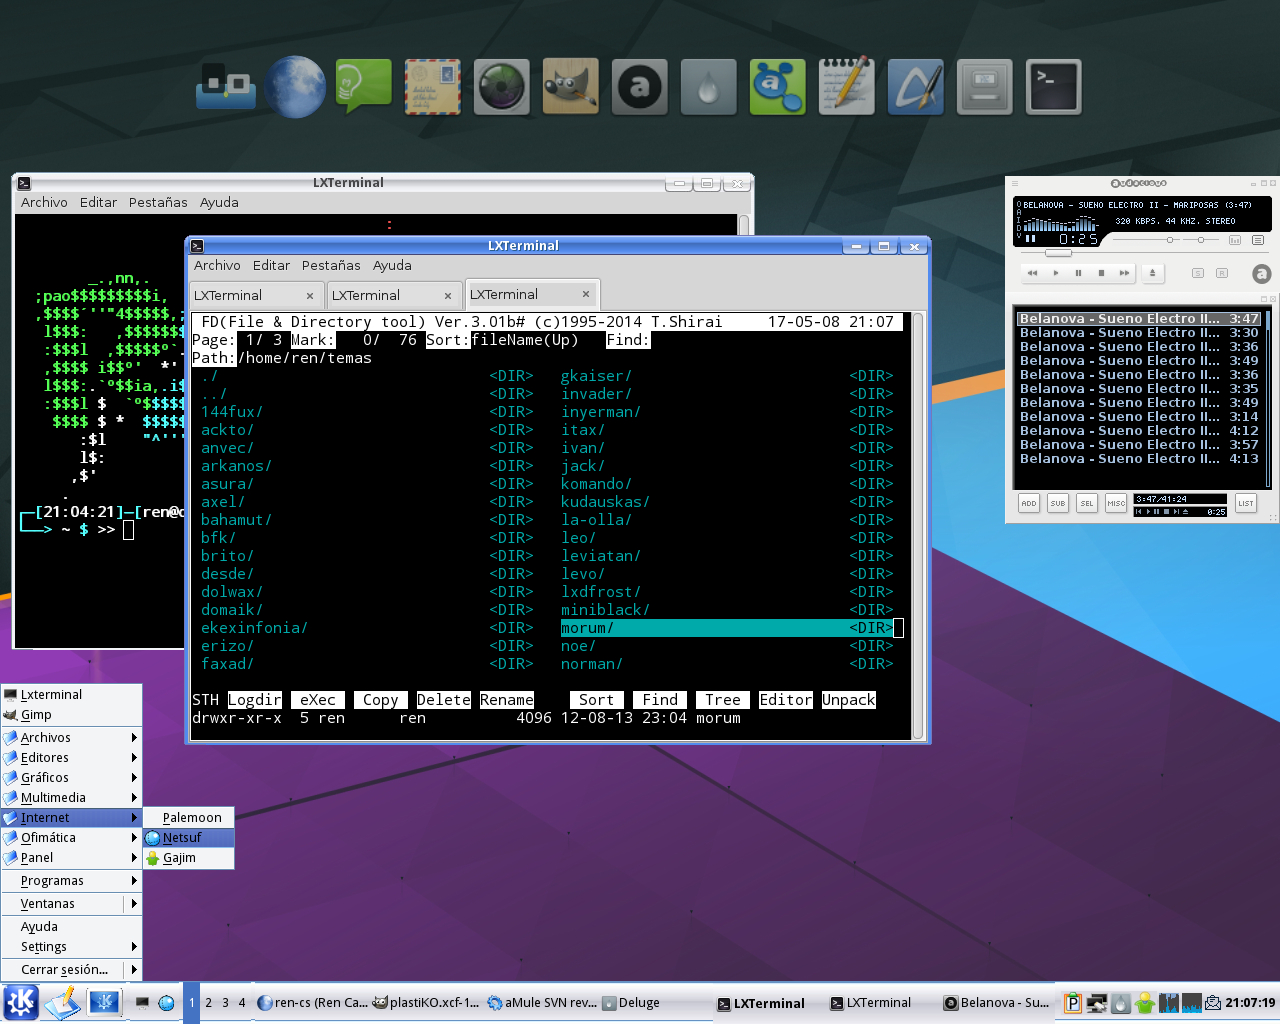 LXTerminal
Archivo Editar Pestañas Ayuda
:
_.,nn,.
;pao$$$$$$$$$i,
,$$$$´''"4$$$$$,;
l$$$: ,$$$$$$$
:$$$l ,$$$$$º`.
,$$$$ i$$º' *'
l$$$:.`º$$ia,.i$
:$$$l $ `º$$$$$
$$$$ $ * $$$$$
:$l "^'''
l$:
,$'
.
[21:04:21]─[ren@
~ $ >>
LXTerminal
Archivo Editar Pestañas Ayuda
LXTerminal × LXTerminal × LXTerminal ×
FD(File & Directory tool) Ver.3.01b# (c)1995-2014 T.Shirai 17-05-08 21:07
Page: 1/ 3 Mark: 0/ 76 Sort:fileName(Up) Find:
Path:/home/ren/temas
./ <DIR> gkaiser/ <DIR>
../ <DIR> invader/ <DIR>
144fux/ <DIR> inyerman/ <DIR>
ackto/ <DIR> itax/ <DIR>
anvec/ <DIR> ivan/ <DIR>
arkanos/ <DIR> jack/ <DIR>
asura/ <DIR> komando/ <DIR>
axel/ <DIR> kudauskas/ <DIR>
bahamut/ <DIR> la-olla/ <DIR>
bfk/ <DIR> leo/ <DIR>
brito/ <DIR> leviatan/ <DIR>
desde/ <DIR> levo/ <DIR>
dolwax/ <DIR> lxdfrost/ <DIR>
domaik/ <DIR> miniblack/ <DIR>
ekexinfonia/ <DIR> morum/ <DIR>
erizo/ <DIR> noe/ <DIR>
faxad/ <DIR> norman/ <DIR>
STH Logdir eXec Copy Delete Rename Sort Find Tree Editor Unpack
drwxr-xr-x 5 ren ren 4096 12-08-13 23:04 morum
audacious
O A I D V
BELANOVA - SUENO ELECTRO II - MARIPOSAS (3:47)
320 KBPS, 44 KHZ, STEREO
0:25
S R
Belanova - Sueno Electro II... 3:47
Belanova - Sueno Electro II... 3:30
Belanova - Sueno Electro II... 3:36
Belanova - Sueno Electro II... 3:49
Belanova - Sueno Electro II... 3:36
Belanova - Sueno Electro II... 3:35
Belanova - Sueno Electro II... 3:49
Belanova - Sueno Electro II... 3:14
Belanova - Sueno Electro II... 4:12
Belanova - Sueno Electro II... 3:57
Belanova - Sueno Electro II... 4:13
ADD SUB SEL MISC 3:47/41:24 LIST
0:25
Lxterminal
Gimp
Archivos
Editores
Gráficos
Multimedia
Internet
Ofimática
Panel
Programas
Ventanas
Ayuda
Settings
Cerrar sesión...
Palemoon
Netsuf
Gajim
1 2 3 4 ren-cs (Ren Ca... plastiKO.xcf-1... aMule SVN rev... Deluge LXTerminal LXTerminal Belanova - Su... 21:07:19